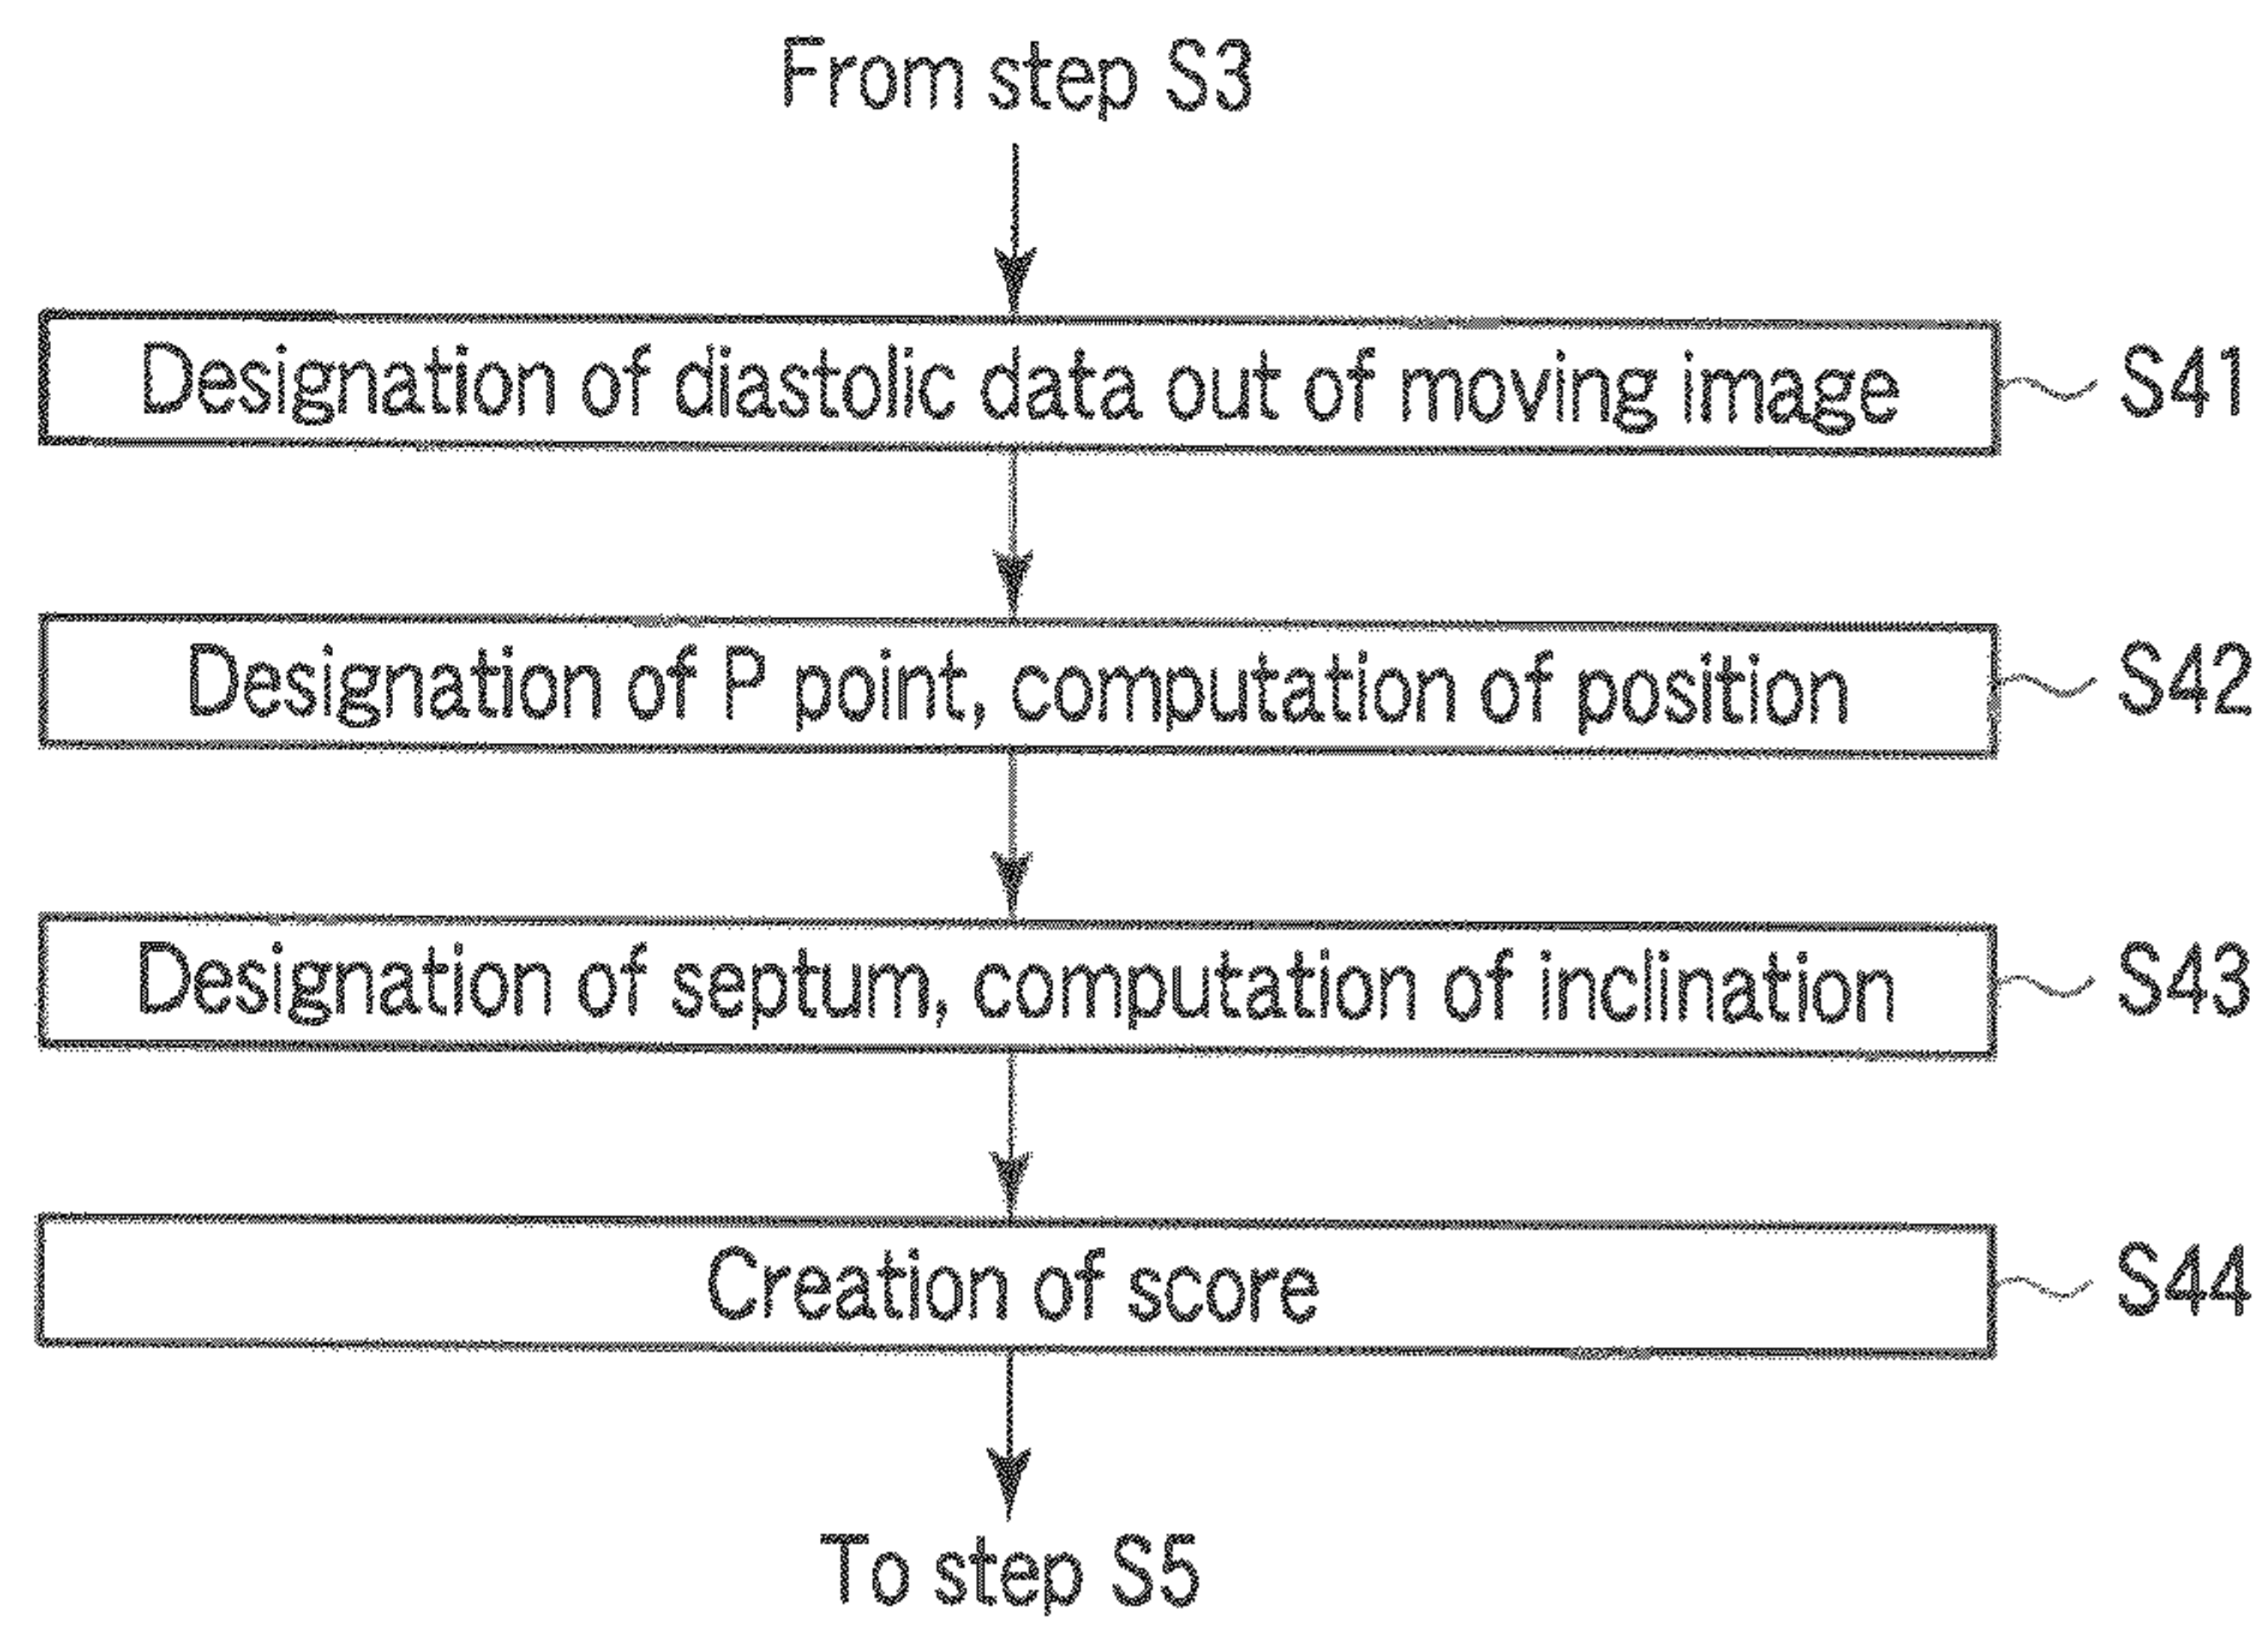 From step S3
Designation of diastolic data out of moving image S41
Designation of P point, computation of position S42
Designation of septum, computation of inclination S43
Creation of score S44
To step S5